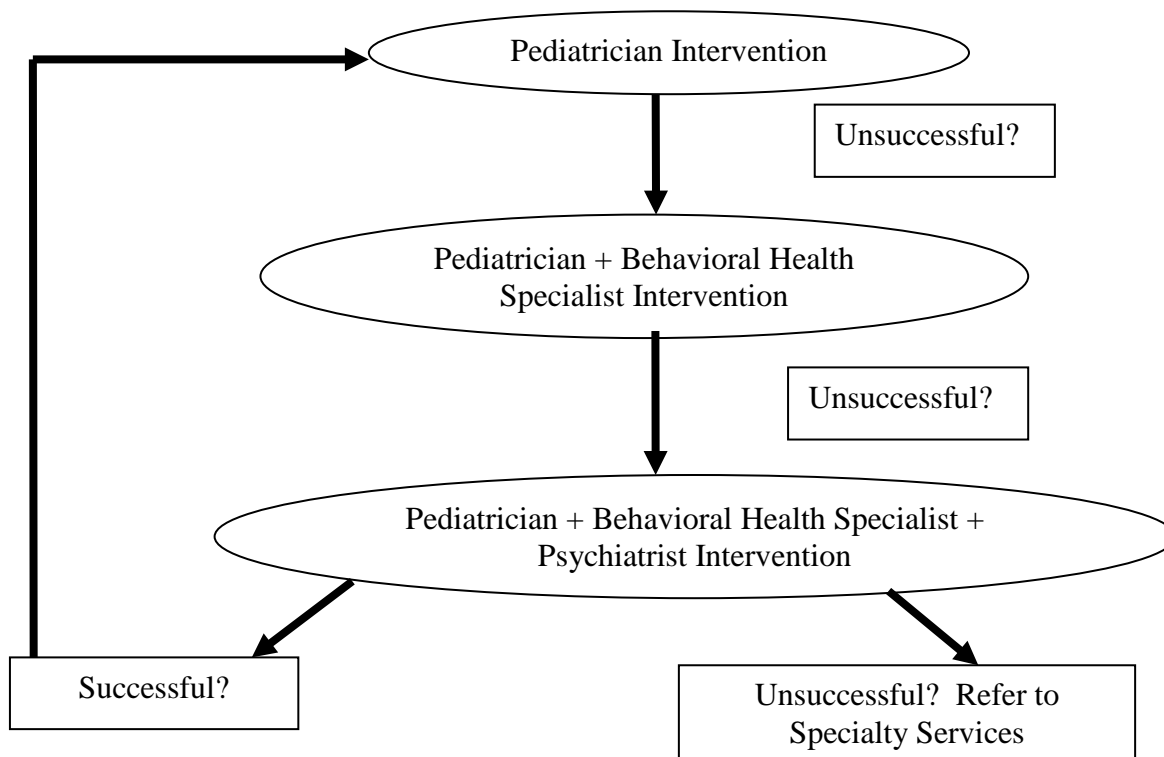 Pediatrician Intervention
Unsuccessful?
Pediatrician + Behavioral Health
Specialist Intervention
Unsuccessful?
Pediatrician + Behavioral Health Specialist +
Psychiatrist Intervention
Successful?
Unsuccessful?  Refer to
Specialty Services